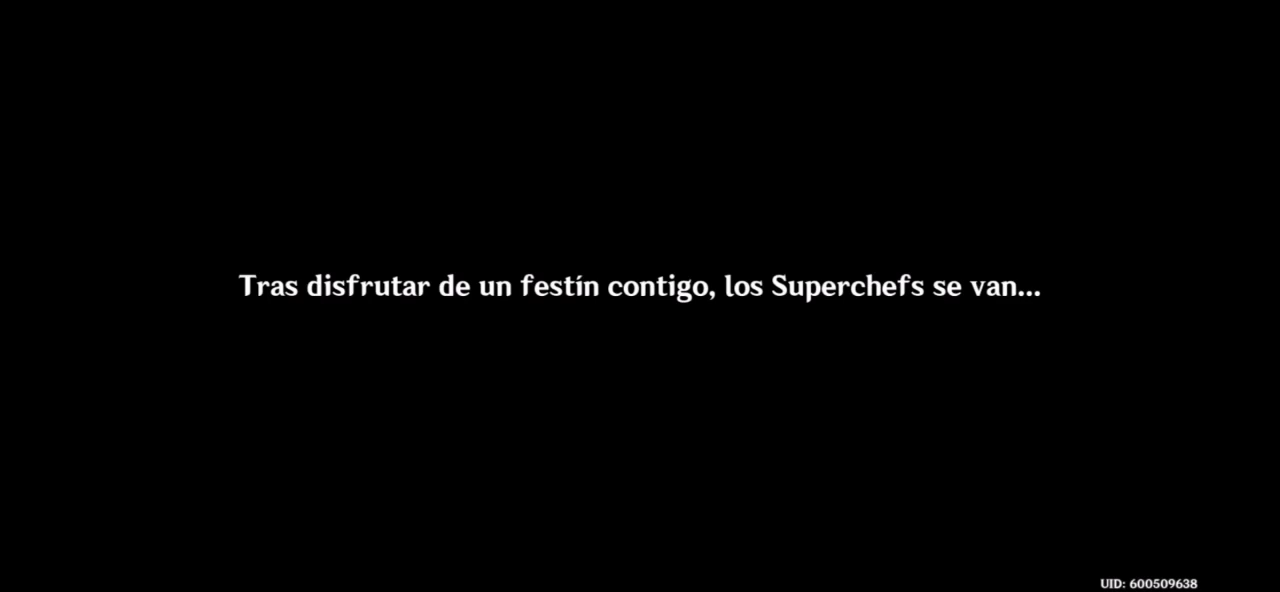 Tras disfrutar de un festín contigo, los Superchefs se van...
UID: 600509638